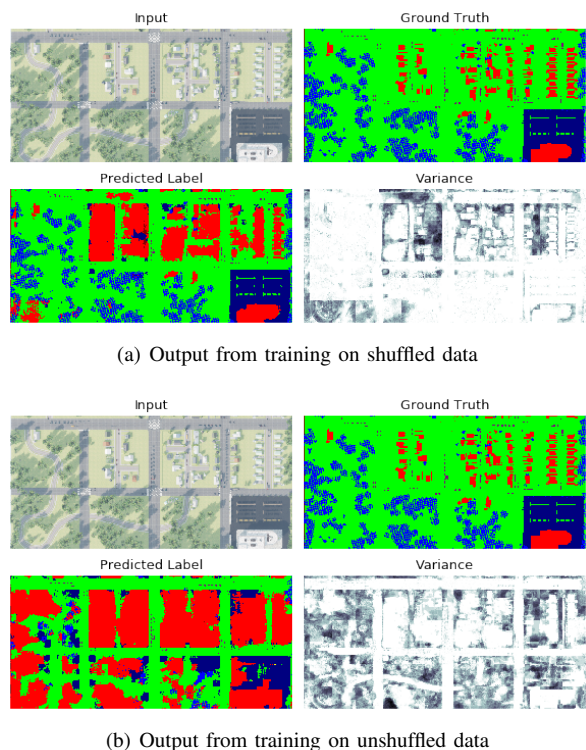 Input
Ground Truth
Predicted Label
Variance
(a) Output from training on shuffled data
Input
Ground Truth
Predicted Label
Variance
(b) Output from training on unshuffled data